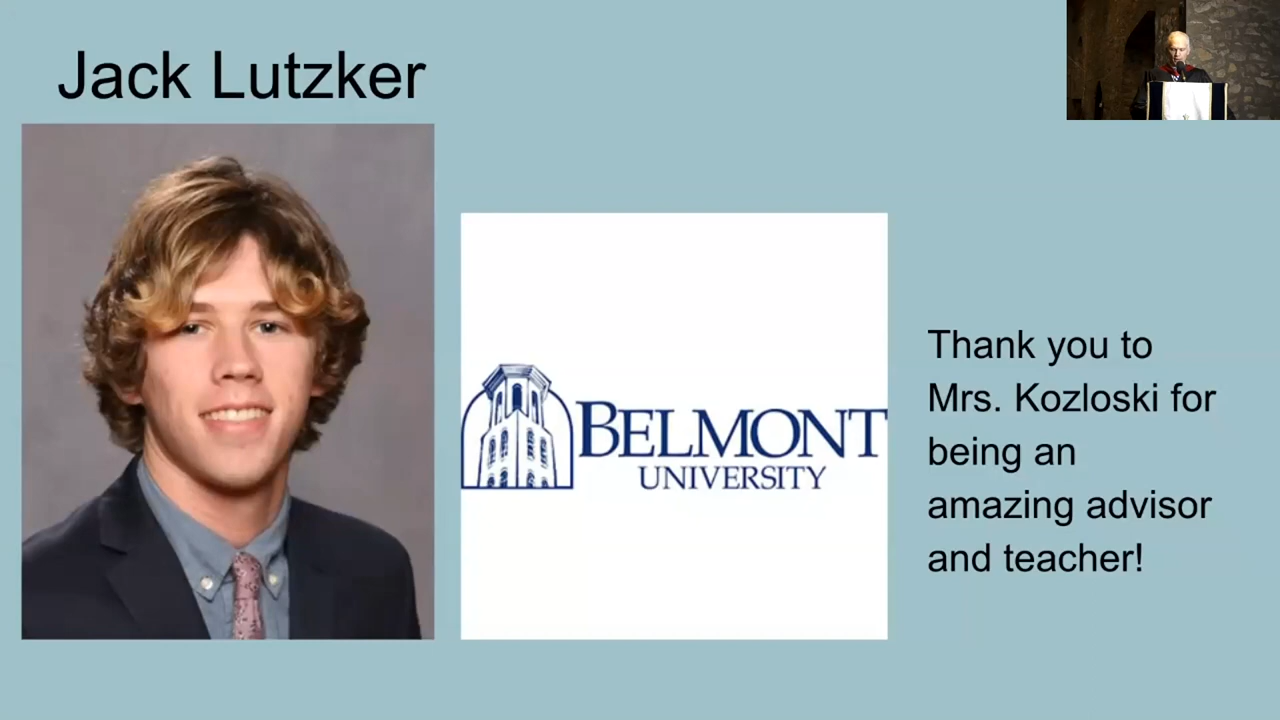 Jack Lutzker
BELMONT
UNIVERSITY
Thank you to
Mrs. Kozloski for
being an
amazing advisor
and teacher!